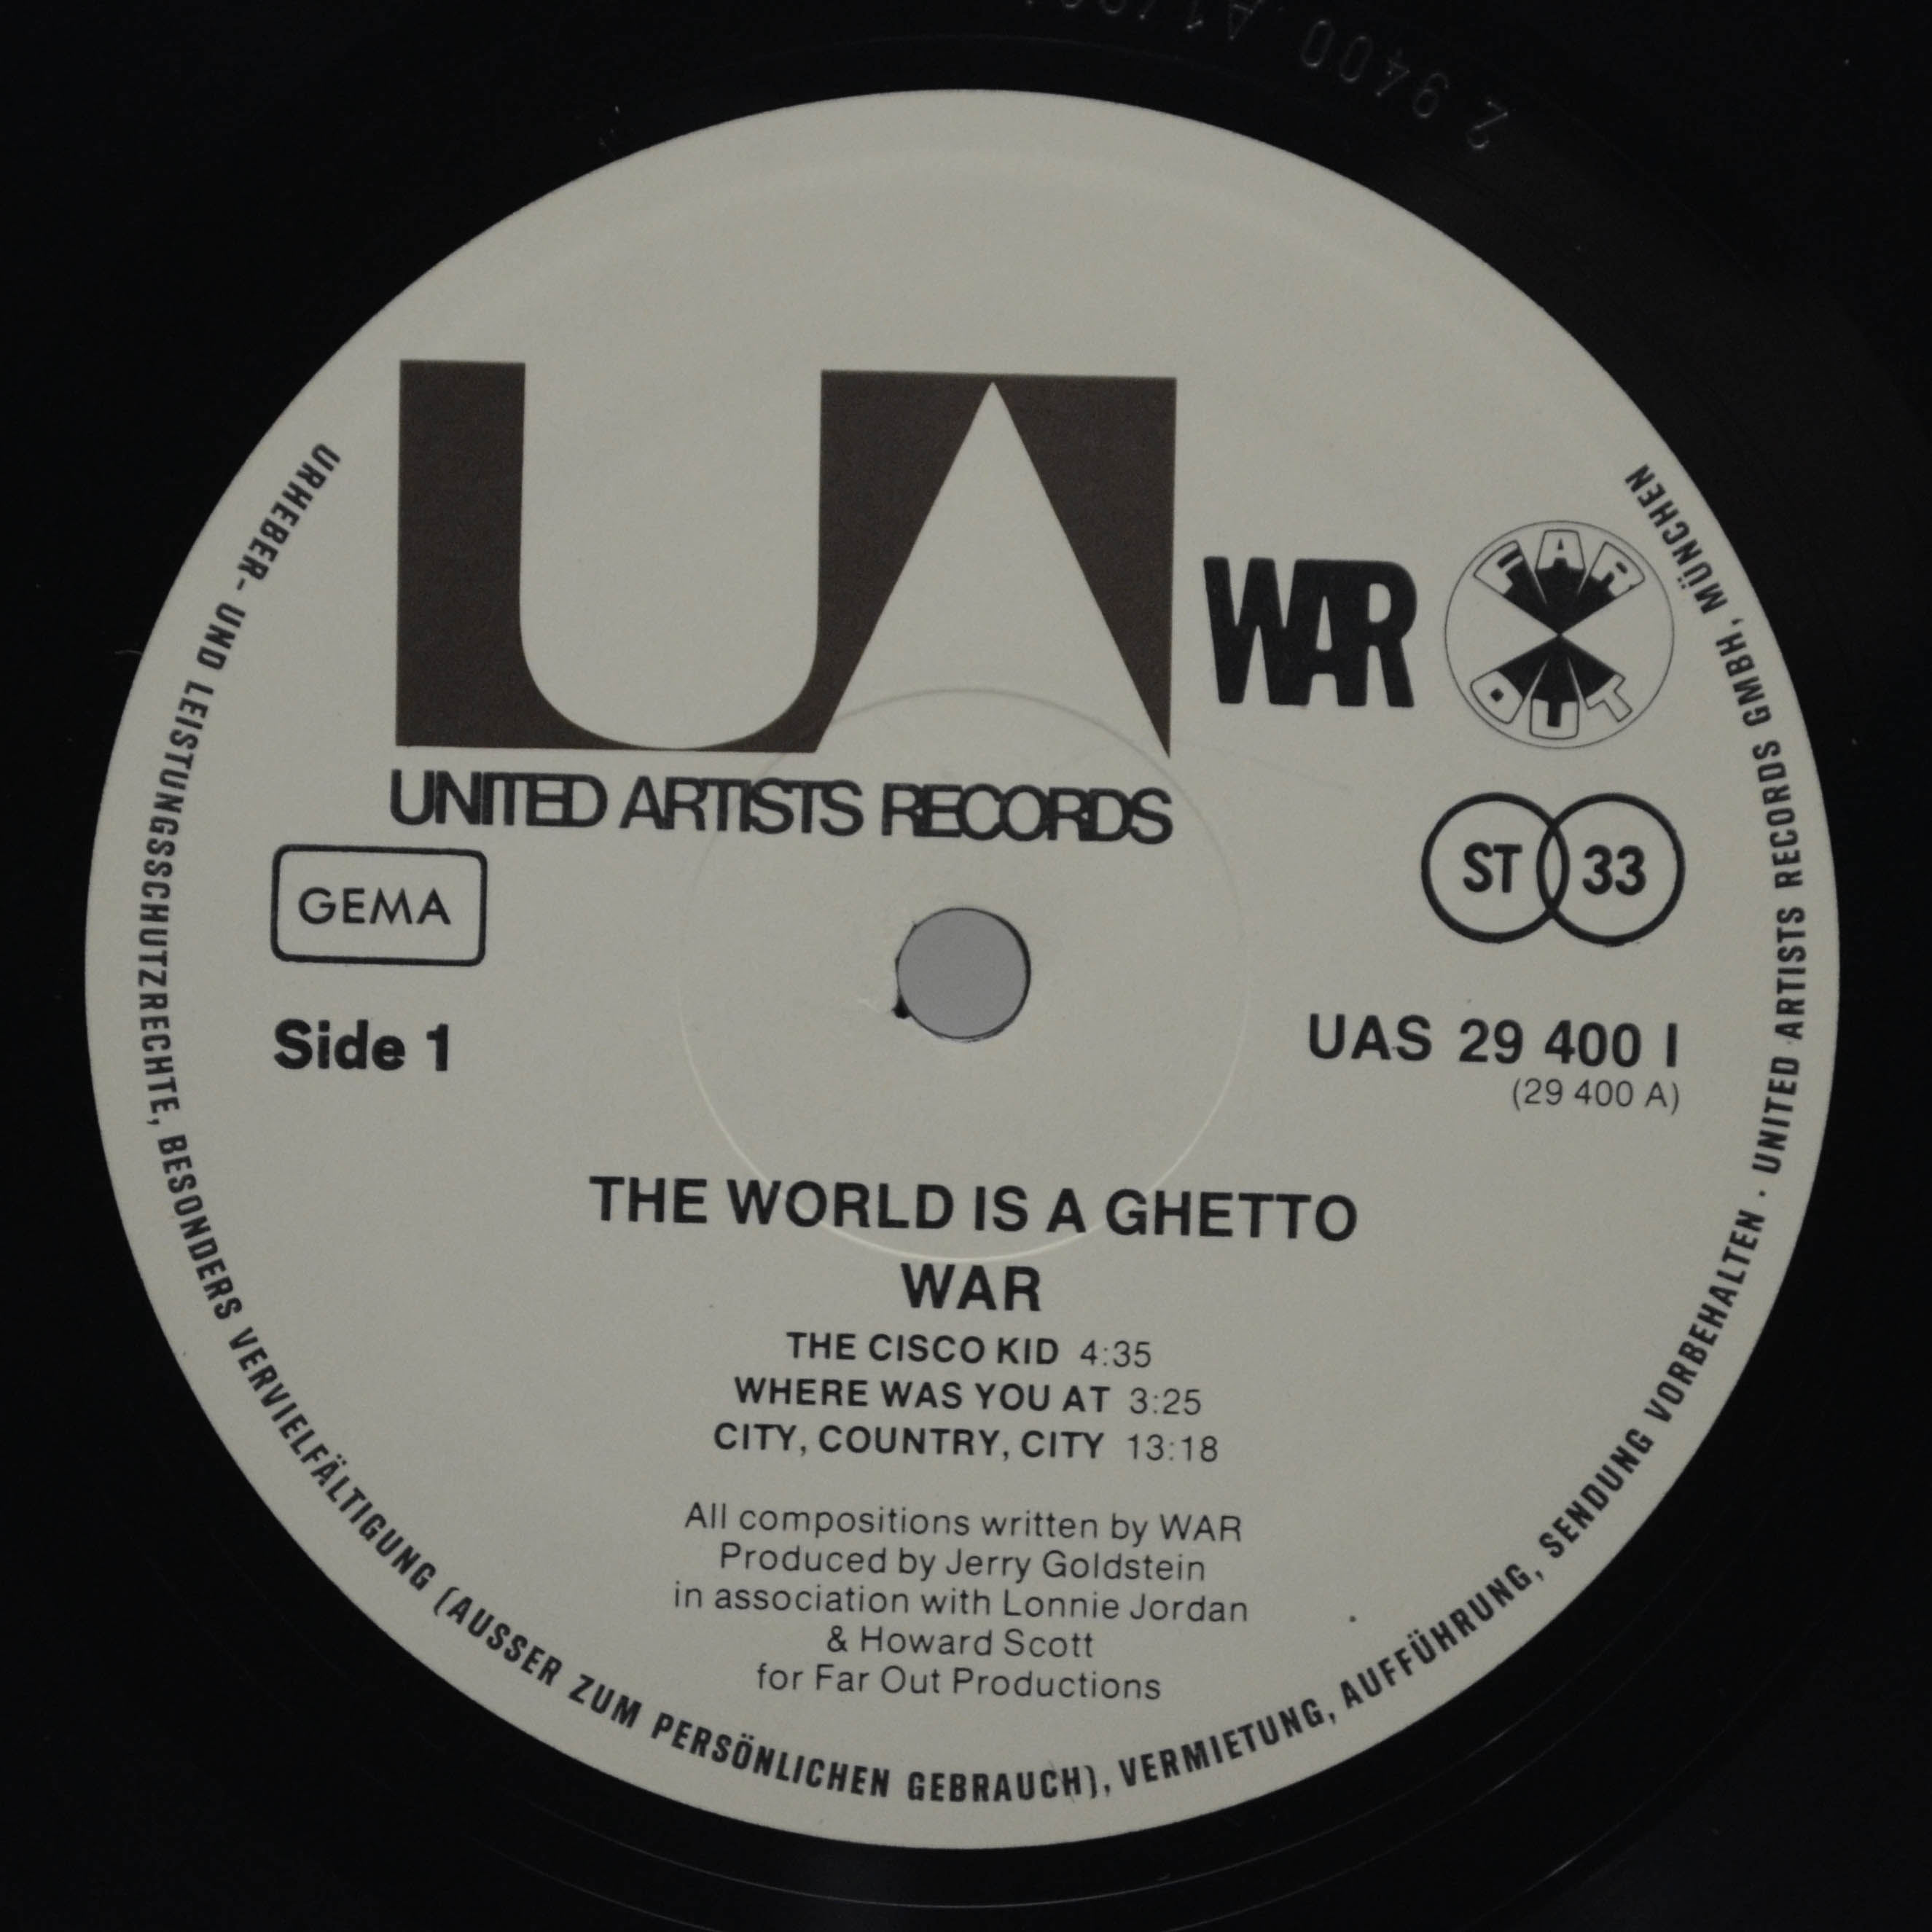 2 9400 A1
UA
UNITED ARTISTS RECORDS
WAR
FAR
OUT
GEMA
ST 33
Side 1
UAS 29 400 I
(29 400 A)
THE WORLD IS A GHETTO
WAR
THE CISCO KID 4:35
WHERE WAS YOU AT 3:25
CITY, COUNTRY, CITY 13:18
All compositions written by WAR
Produced by Jerry Goldstein
in association with Lonnie Jordan
& Howard Scott
for Far Out Productions
URHEBER- UND LEISTUNGSSCHUTZRECHTE, BESONDERS VERVIELFÄLTIGUNG (AUSSER ZUM PERSÖNLICHEN GEBRAUCH), VERMIETUNG, AUFFÜHRUNG, SENDUNG VORBEHALTEN · UNITED ARTISTS RECORDS GMBH, MÜNCHEN